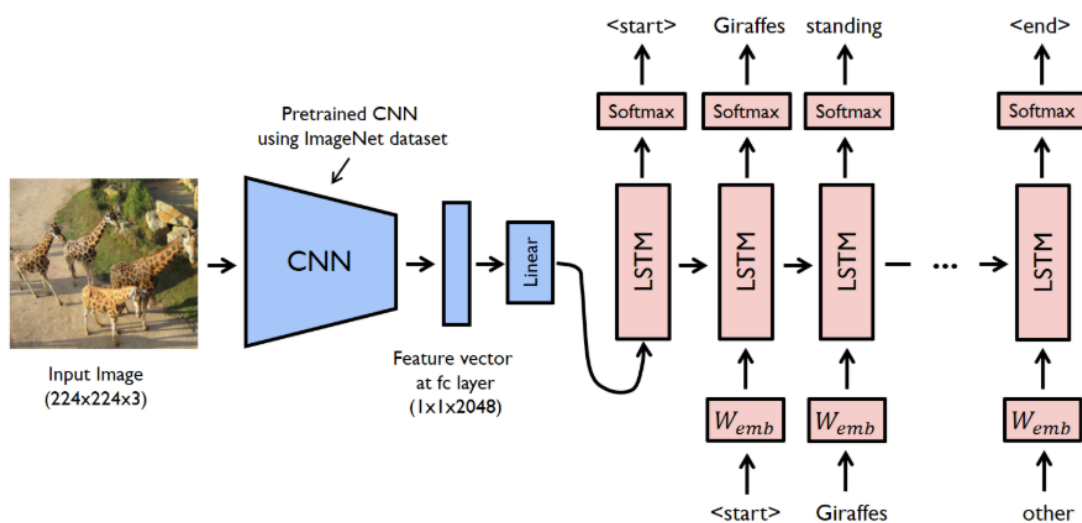 <start> Giraffes standing <end>
Softmax Softmax Softmax Softmax
Pretrained CNN
using ImageNet dataset
CNN
Linear
LSTM LSTM LSTM ... LSTM
Input Image
(224x224x3)
Feature vector
at fc layer
(1x1x2048)
W_emb W_emb W_emb
<start> Giraffes other